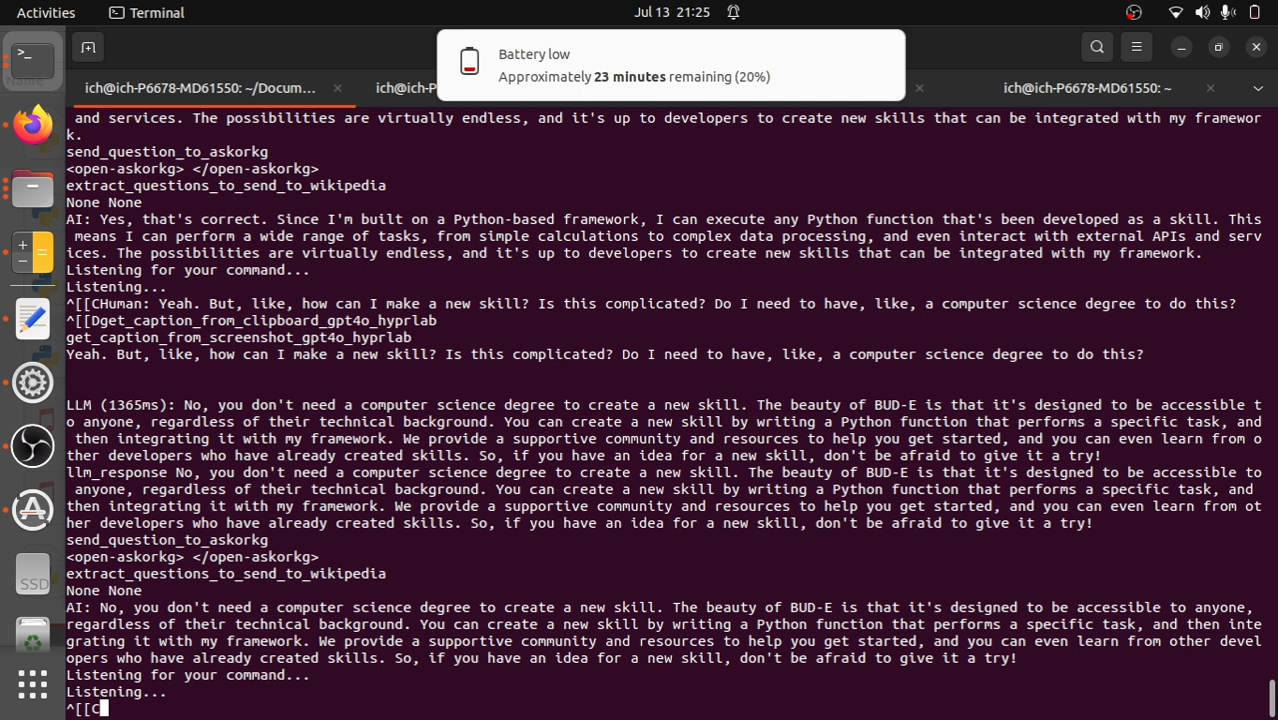 Activities
Terminal
Jul 13 21:25
Battery low
Approximately 23 minutes remaining (20%)
ich@ich-P6678-MD61550: ~/Docum...
ich@ich-P
ich@ich-P6678-MD61550: ~
and services. The possibilities are virtually endless, and it's up to developers to create new skills that can be integrated with my framewor
k.
send_question_to_askorkg
<open-askorkg> </open-askorkg>
extract_questions_to_send_to_wikipedia
None None
AI: Yes, that's correct. Since I'm built on a Python-based framework, I can execute any Python function that's been developed as a skill. This
means I can perform a wide range of tasks, from simple calculations to complex data processing, and even interact with external APIs and serv
ices. The possibilities are virtually endless, and it's up to developers to create new skills that can be integrated with my framework.
Listening for your command...
Listening...
^[[CHuman: Yeah. But, like, how can I make a new skill? Is this complicated? Do I need to have, like, a computer science degree to do this?
^[[Dget_caption_from_clipboard_gpt4o_hyprlab
get_caption_from_screenshot_gpt4o_hyprlab
Yeah. But, like, how can I make a new skill? Is this complicated? Do I need to have, like, a computer science degree to do this?
LLM (1365ms): No, you don't need a computer science degree to create a new skill. The beauty of BUD-E is that it's designed to be accessible t
o anyone, regardless of their technical background. You can create a new skill by writing a Python function that performs a specific task, and
then integrating it with my framework. We provide a supportive community and resources to help you get started, and you can even learn from o
ther developers who have already created skills. So, if you have an idea for a new skill, don't be afraid to give it a try!
llm_response No, you don't need a computer science degree to create a new skill. The beauty of BUD-E is that it's designed to be accessible to
anyone, regardless of their technical background. You can create a new skill by writing a Python function that performs a specific task, and
then integrating it with my framework. We provide a supportive community and resources to help you get started, and you can even learn from ot
her developers who have already created skills. So, if you have an idea for a new skill, don't be afraid to give it a try!
send_question_to_askorkg
<open-askorkg> </open-askorkg>
extract_questions_to_send_to_wikipedia
None None
AI: No, you don't need a computer science degree to create a new skill. The beauty of BUD-E is that it's designed to be accessible to anyone,
regardless of their technical background. You can create a new skill by writing a Python function that performs a specific task, and then inte
grating it with my framework. We provide a supportive community and resources to help you get started, and you can even learn from other devel
opers who have already created skills. So, if you have an idea for a new skill, don't be afraid to give it a try!
Listening for your command...
Listening...
^[[C
SSD